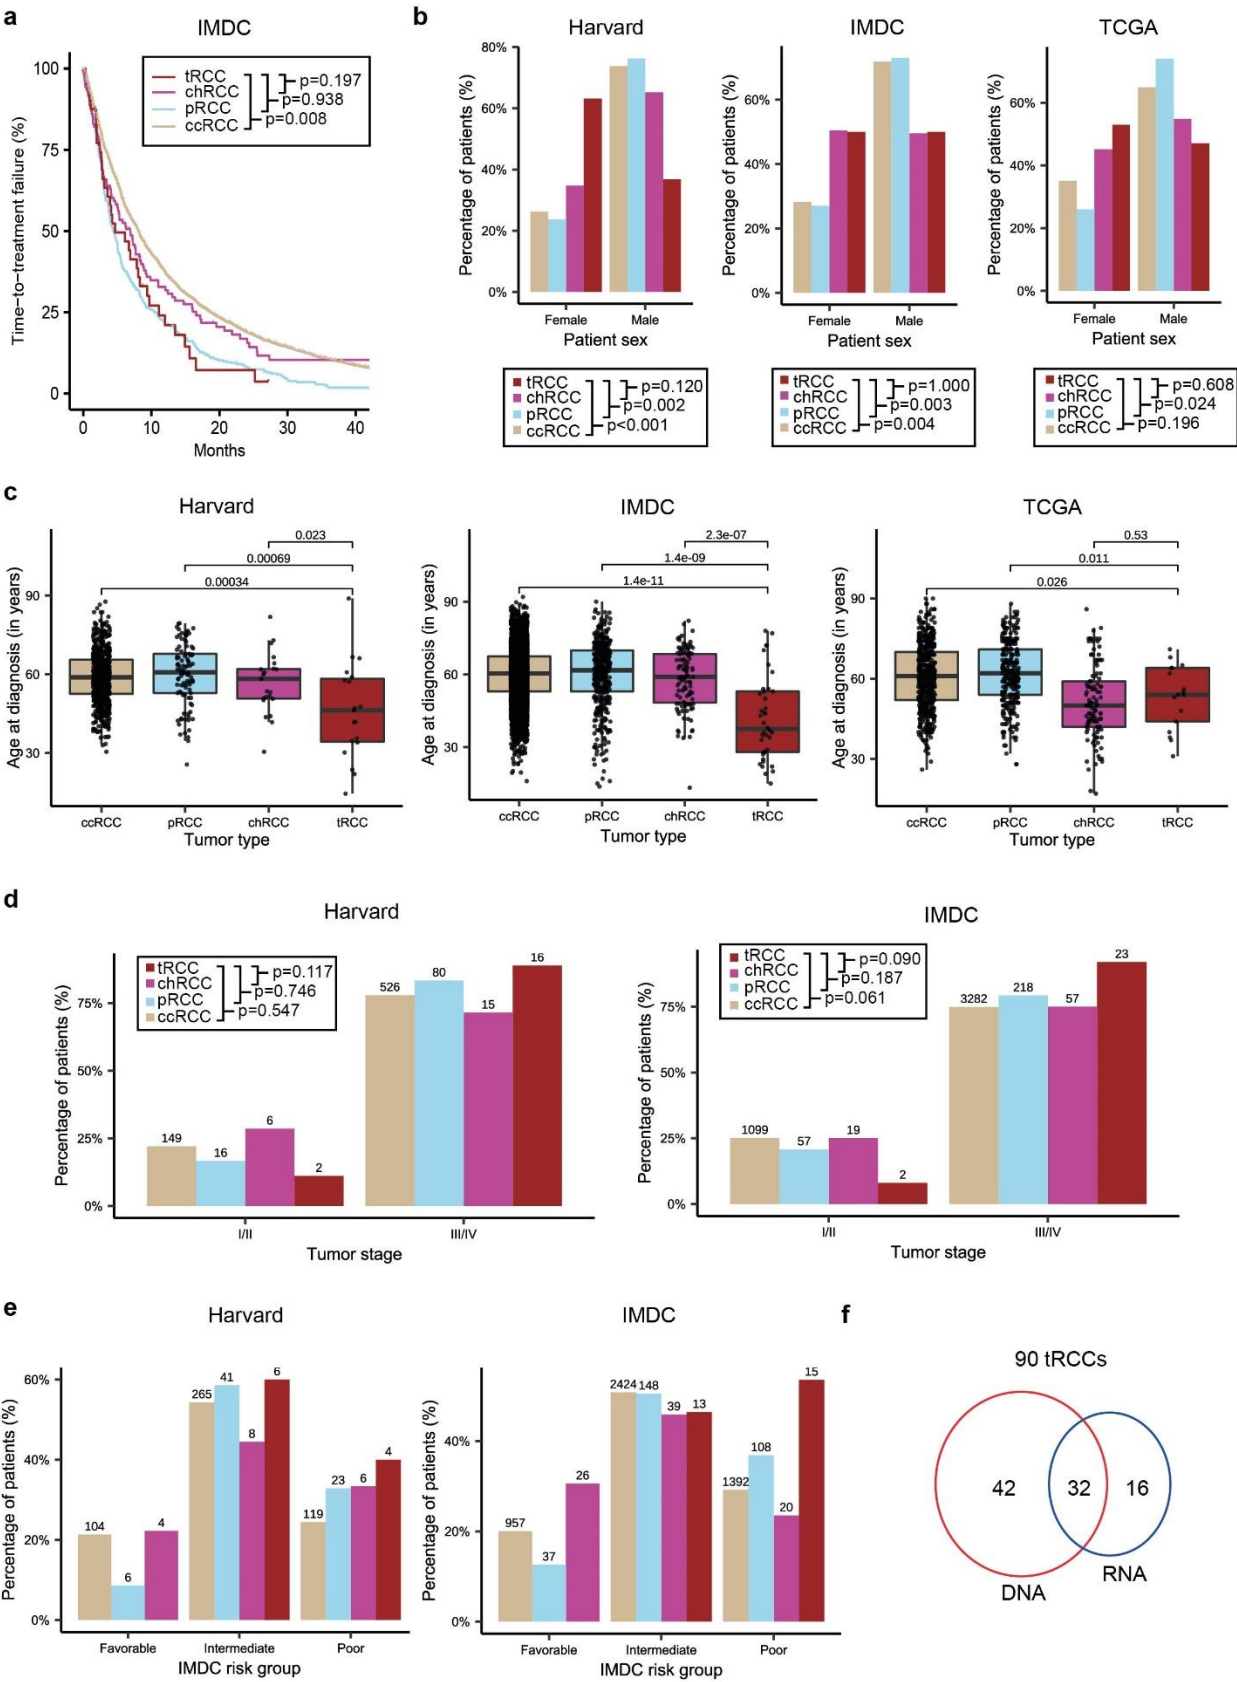 a
IMDC
Time-to-treatment failure (%)
100
75
50
25
0
0 10 20 30 40
Months
tRCC
chRCC
pRCC
ccRCC
p=0.197
p=0.938
p=0.008
b
Harvard
Percentage of patients (%)
80%
60%
40%
20%
0%
Female Male
Patient sex
tRCC
chRCC
pRCC
ccRCC
p=0.120
p=0.002
p<0.001
IMDC
Percentage of patients (%)
60%
40%
20%
0%
Female Male
Patient sex
tRCC
chRCC
pRCC
ccRCC
p=1.000
p=0.003
p=0.004
TCGA
Percentage of patients (%)
60%
40%
20%
0%
Female Male
Patient sex
tRCC
chRCC
pRCC
ccRCC
p=0.608
p=0.024
p=0.196
c
Harvard
Age at diagnosis (in years)
90
60
30
0.023
0.00069
0.00034
ccRCC pRCC chRCC tRCC
Tumor type
IMDC
Age at diagnosis (in years)
90
60
30
2.3e-07
1.4e-09
1.4e-11
ccRCC pRCC chRCC tRCC
Tumor type
TCGA
Age at diagnosis (in years)
90
60
30
0.53
0.011
0.026
ccRCC pRCC chRCC tRCC
Tumor type
d
Harvard
Percentage of patients (%)
75%
50%
25%
0%
tRCC
chRCC
pRCC
ccRCC
p=0.117
p=0.746
p=0.547
149 16 6 2
526 80 15 16
I/II III/IV
Tumor stage
IMDC
Percentage of patients (%)
75%
50%
25%
0%
tRCC
chRCC
pRCC
ccRCC
p=0.090
p=0.187
p=0.061
1099 57 19 2
3282 218 57 23
I/II III/IV
Tumor stage
e
Harvard
Percentage of patients (%)
60%
40%
20%
0%
104 6 4
265 41 8 6
119 23 6 4
Favorable Intermediate Poor
IMDC risk group
IMDC
Percentage of patients (%)
40%
20%
0%
957 37 26
2424 148 39 13
1392 108 20 15
Favorable Intermediate Poor
IMDC risk group
f
90 tRCCs
42 32 16
DNA
RNA